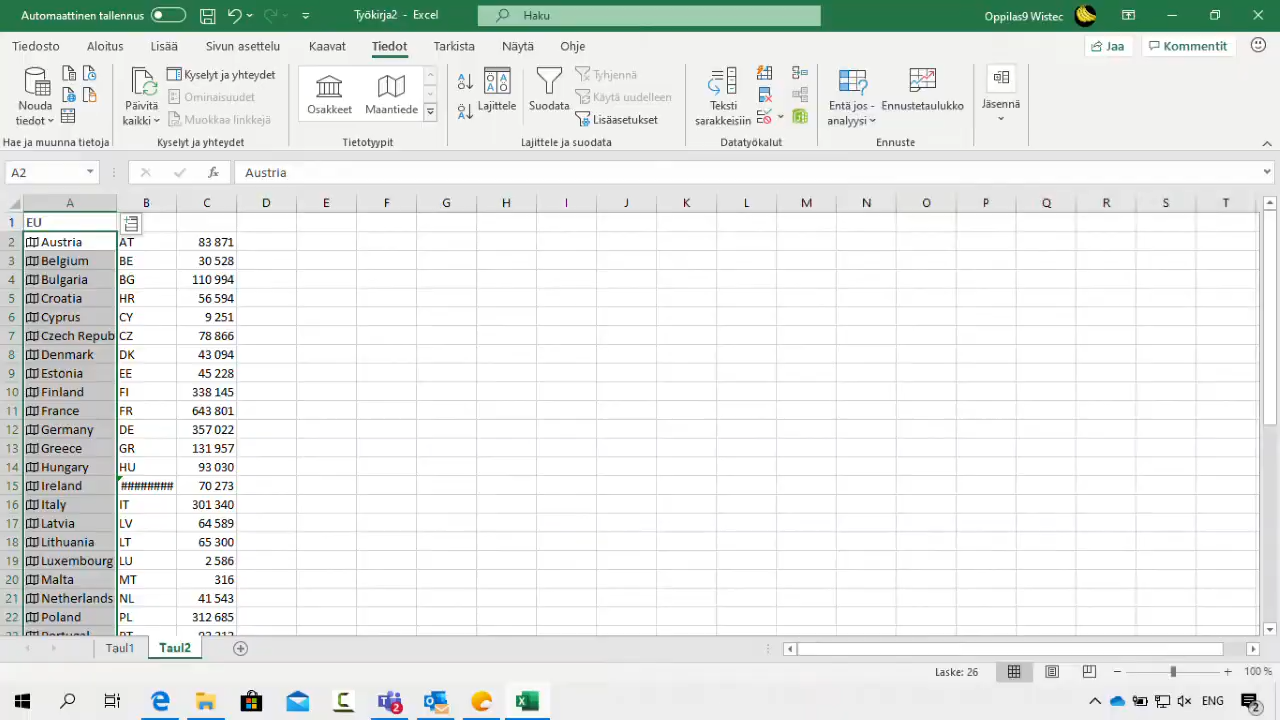 Automaattinen tallennus
Työkirja2 - Excel
Haku
Oppilas9 Wistec
Tiedosto Aloitus Lisää Sivun asettelu Kaavat Tiedot Tarkista Näytä Ohje
Jaa Kommentit
Nouda tiedot
Hae ja muunna tietoja
Päivitä kaikki
Kyselyt ja yhteydet
Ominaisuudet
Muokkaa linkkejä
Kyselyt ja yhteydet
Osakkeet
Maantiede
Tietotyypit
Lajittele
Suodata
Tyhjennä
Käytä uudelleen
Lisäasetukset
Lajittele ja suodata
Teksti sarakkeisiin
Datatyökalut
Entä jos -analyysi
Ennustetaulukko
Ennuste
Jäsennä
A2
fx
Austria
A B C D E F G H I J K L M N O P Q R S T
1 EU
2 Austria AT 83 871
3 Belgium BE 30 528
4 Bulgaria BG 110 994
5 Croatia HR 56 594
6 Cyprus CY 9 251
7 Czech Repub CZ 78 866
8 Denmark DK 43 094
9 Estonia EE 45 228
10 Finland FI 338 145
11 France FR 643 801
12 Germany DE 357 022
13 Greece GR 131 957
14 Hungary HU 93 030
15 Ireland ######## 70 273
16 Italy IT 301 340
17 Latvia LV 64 589
18 Lithuania LT 65 300
19 Luxembourg LU 2 586
20 Malta MT 316
21 Netherlands NL 41 543
22 Poland PL 312 685
Taul1 Taul2
Laske: 26
100 %
ENG